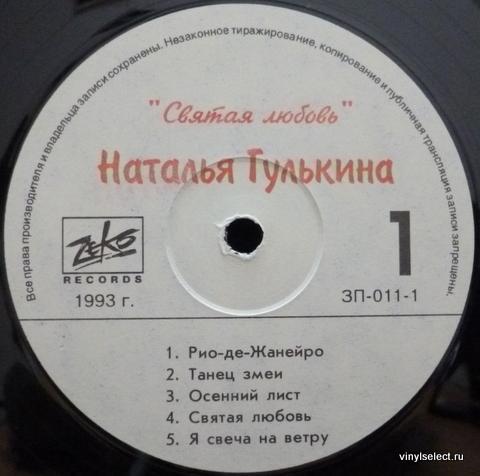 Все права производителя и владельца записи сохранены. Незаконное тиражирование, копирование и публичная трансляция записи запрещены.
"Святая любовь"
Наталья Гулькина
ZEKO
RECORDS
1993 г.
1
ЗП-011-1
1. Рио-де-Жанейро
2. Танец змеи
3. Осенний лист
4. Святая любовь
5. Я свеча на ветру
vinylselect.ru